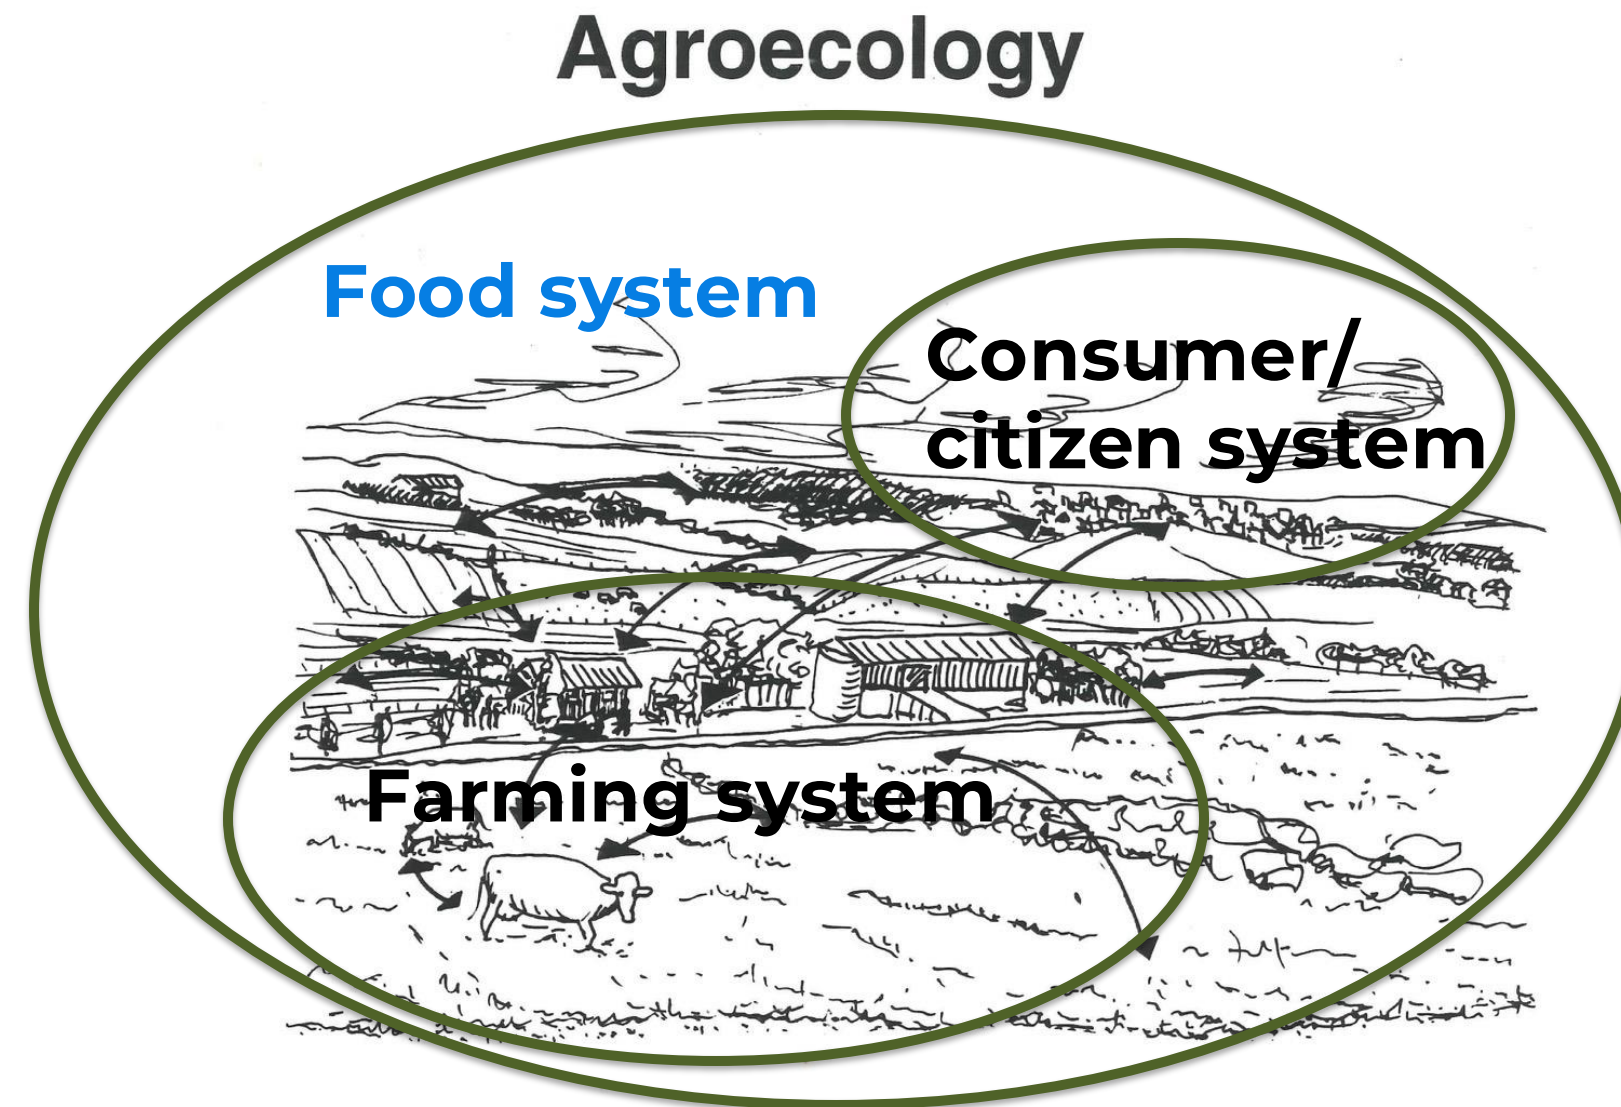 Agroecology
Food system
Consumer/
citizen system
Farming system